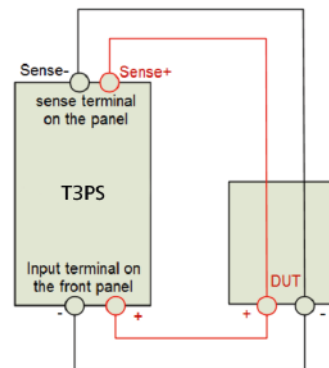 Sense- Sense+
sense terminal
on the panel
T3PS
Input terminal on
the front panel
- +
DUT
+ -